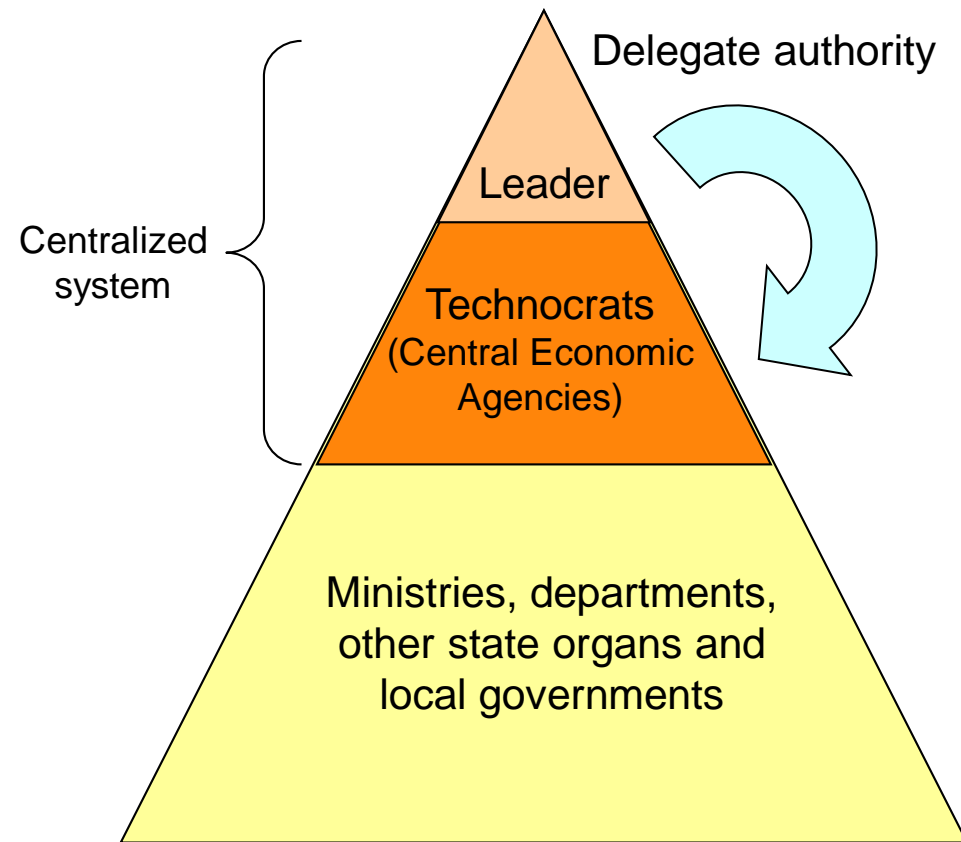 Delegate authority
Leader
Centralized
system
Technocrats
(Central Economic
Agencies)
Ministries, departments,
other state organs and
local governments